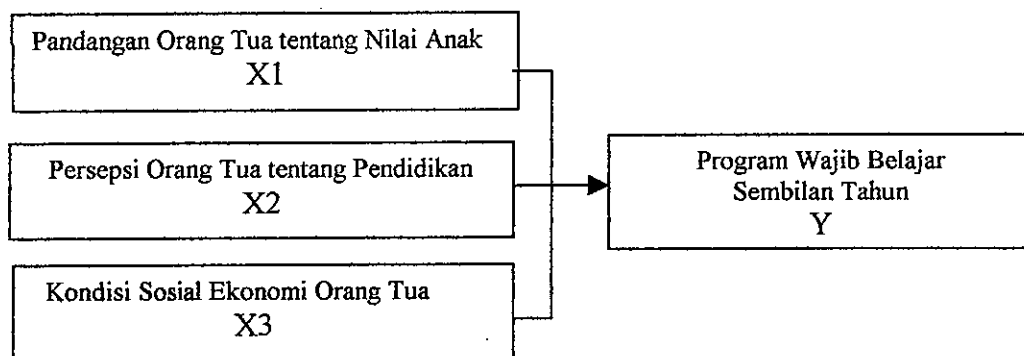 Pandangan Orang Tua tentang Nilai Anak
X1
Persepsi Orang Tua tentang Pendidikan
X2
Kondisi Sosial Ekonomi Orang Tua
X3
Program Wajib Belajar
Sembilan Tahun
Y